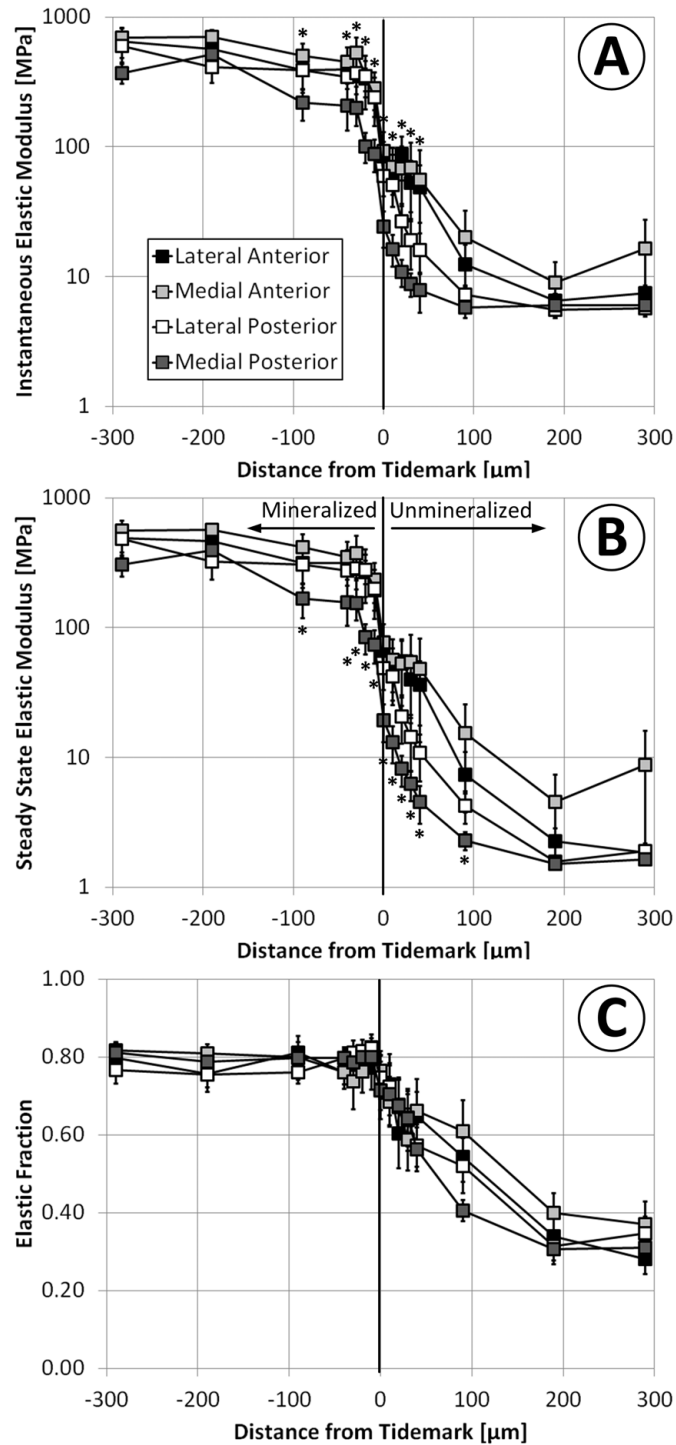 A
Instantaneous Elastic Modulus [MPa]
1000
100
10
1
* * * * * * * * * *
Lateral Anterior
Medial Anterior
Lateral Posterior
Medial Posterior
-300 -200 -100 0 100 200 300
Distance from Tidemark [µm]
B
Steady State Elastic Modulus [MPa]
1000
100
10
1
Mineralized Unmineralized
* * * * * * * * * * *
-300 -200 -100 0 100 200 300
Distance from Tidemark [µm]
C
Elastic Fraction
1.00
0.80
0.60
0.40
0.20
0.00
-300 -200 -100 0 100 200 300
Distance from Tidemark [µm]